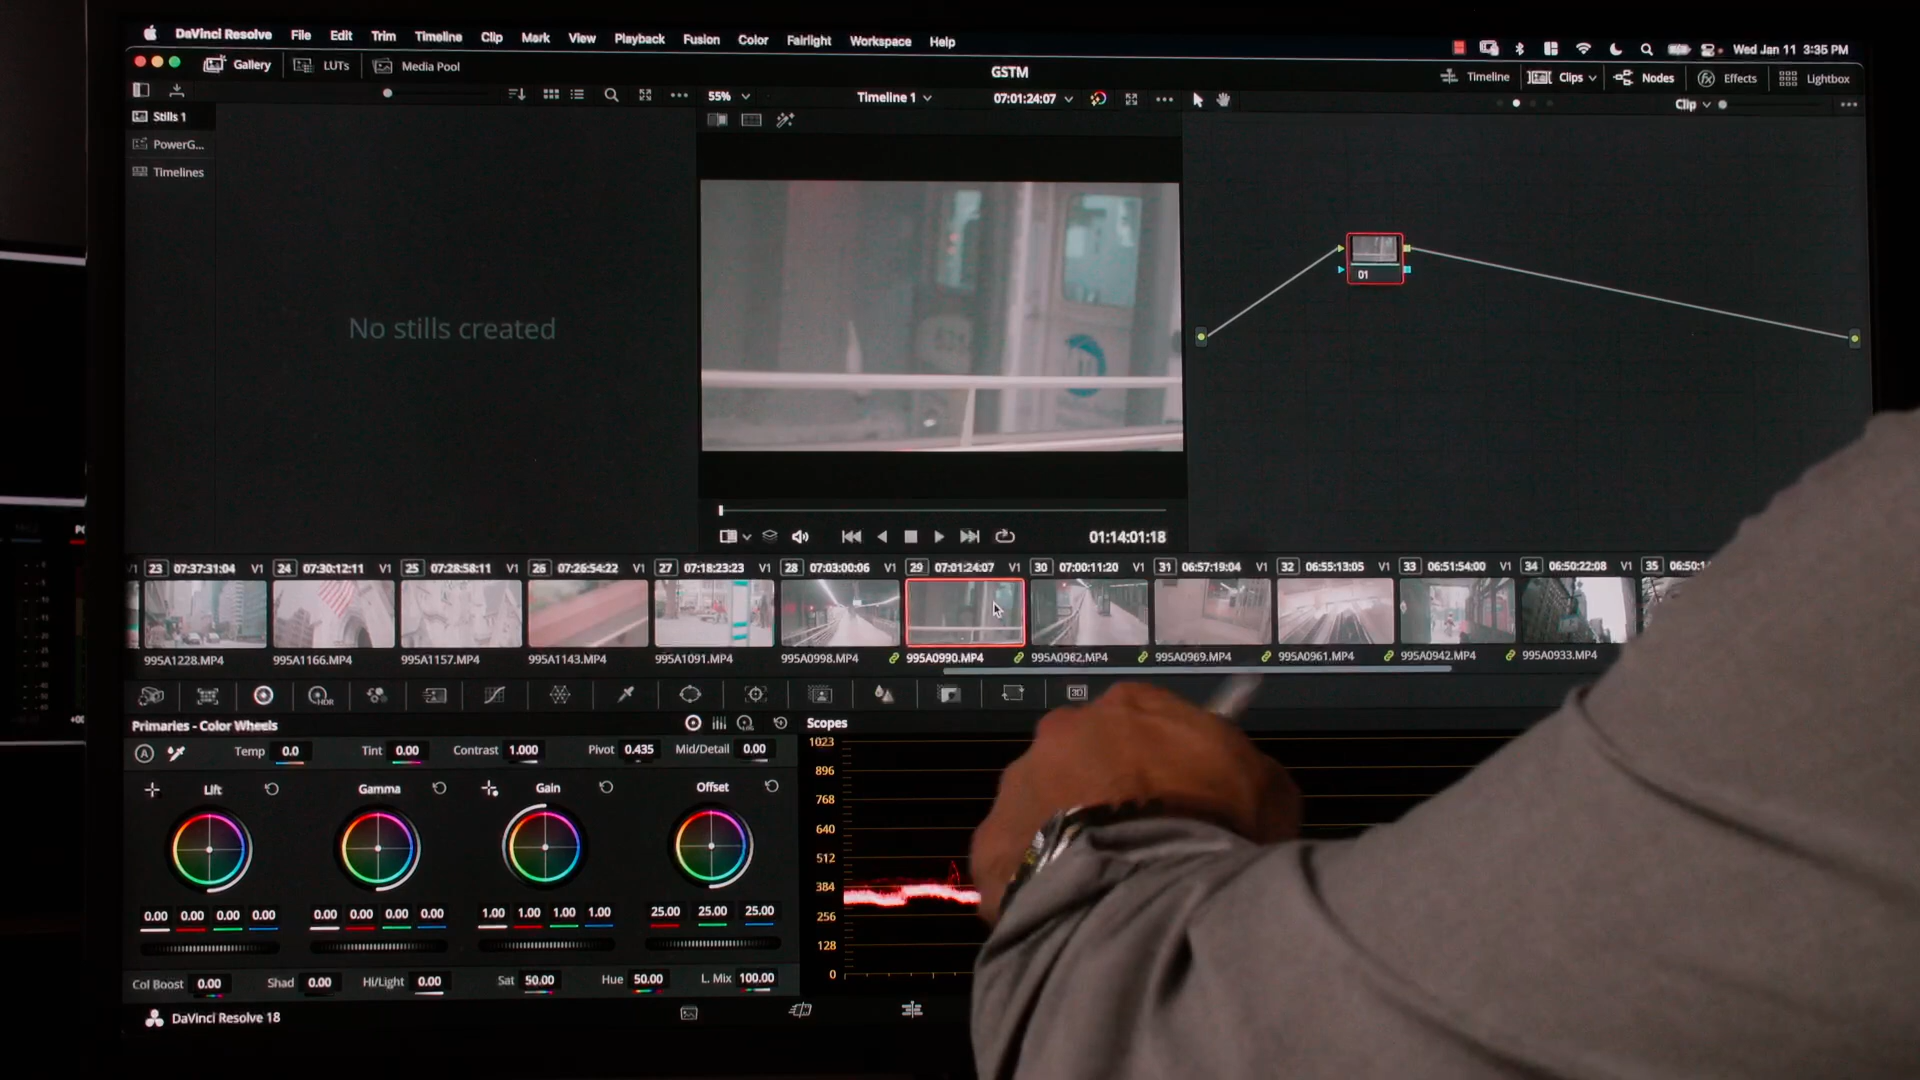 DaVinci Resolve File Edit Trim Timeline Clip Mark View Playback Fusion Color Fairlight Workspace Help Wed Jan 11 3:35 PM
Gallery LUTs Media Pool GSTM Timeline Clips Nodes Effects Lightbox
55% Timeline 1 07:01:24:07 Clip
Stills 1
PowerG...
Timelines
No stills created
01
01:14:01:18
V1 23 07:37:31:04 V1 24 07:30:12:11 V1 25 07:28:58:11 V1 26 07:26:54:22 V1 27 07:18:23:23 V1 28 07:03:00:06 V1 29 07:01:24:07 V1 30 07:00:11:20 V1 31 06:57:19:04 V1 32 06:55:13:05 V1 33 06:51:54:00 V1 34 06:50:22:08 V1 35 06:50:1
995A1228.MP4 995A1166.MP4 995A1157.MP4 995A1143.MP4 995A1091.MP4 995A0998.MP4 995A0990.MP4 995A0982.MP4 995A0969.MP4 995A0961.MP4 995A0942.MP4 995A0933.MP4
HDR 3D
Primaries - Color Wheels Scopes
A Temp 0.0 Tint 0.00 Contrast 1.000 Pivot 0.435 Mid/Detail 0.00
Lift Gamma Gain Offset
0.00 0.00 0.00 0.00 0.00 0.00 0.00 0.00 1.00 1.00 1.00 1.00 25.00 25.00 25.00
Col Boost 0.00 Shad 0.00 Hi/Light 0.00 Sat 50.00 Hue 50.00 L. Mix 100.00
1023
896
768
640
512
384
256
128
0
DaVinci Resolve 18